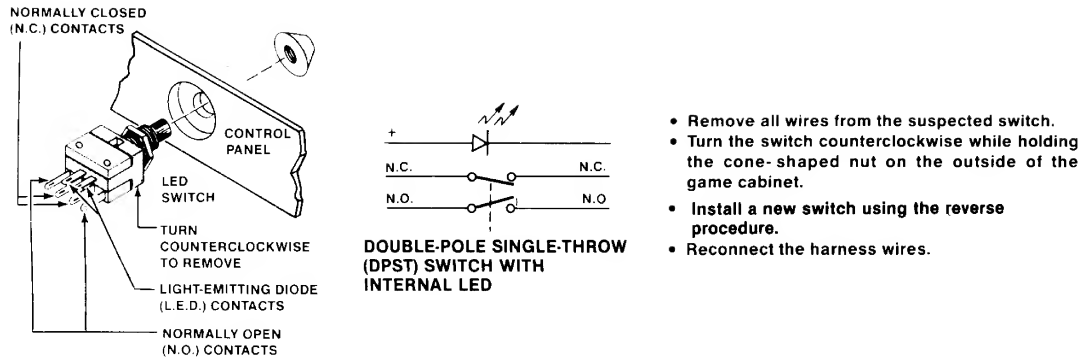 NORMALLY CLOSED
(N.C.) CONTACTS
CONTROL
PANEL
LED
SWITCH
TURN
COUNTERCLOCKWISE
TO REMOVE
LIGHT-EMITTING DIODE
(L.E.D.) CONTACTS
NORMALLY OPEN
(N.O.) CONTACTS
+
N.C. N.C.
N.O. N.O
DOUBLE-POLE SINGLE-THROW
(DPST) SWITCH WITH
INTERNAL LED
• Remove all wires from the suspected switch.
• Turn the switch counterclockwise while holding
the cone- shaped nut on the outside of the
game cabinet.
• Install a new switch using the reverse
procedure.
• Reconnect the harness wires.